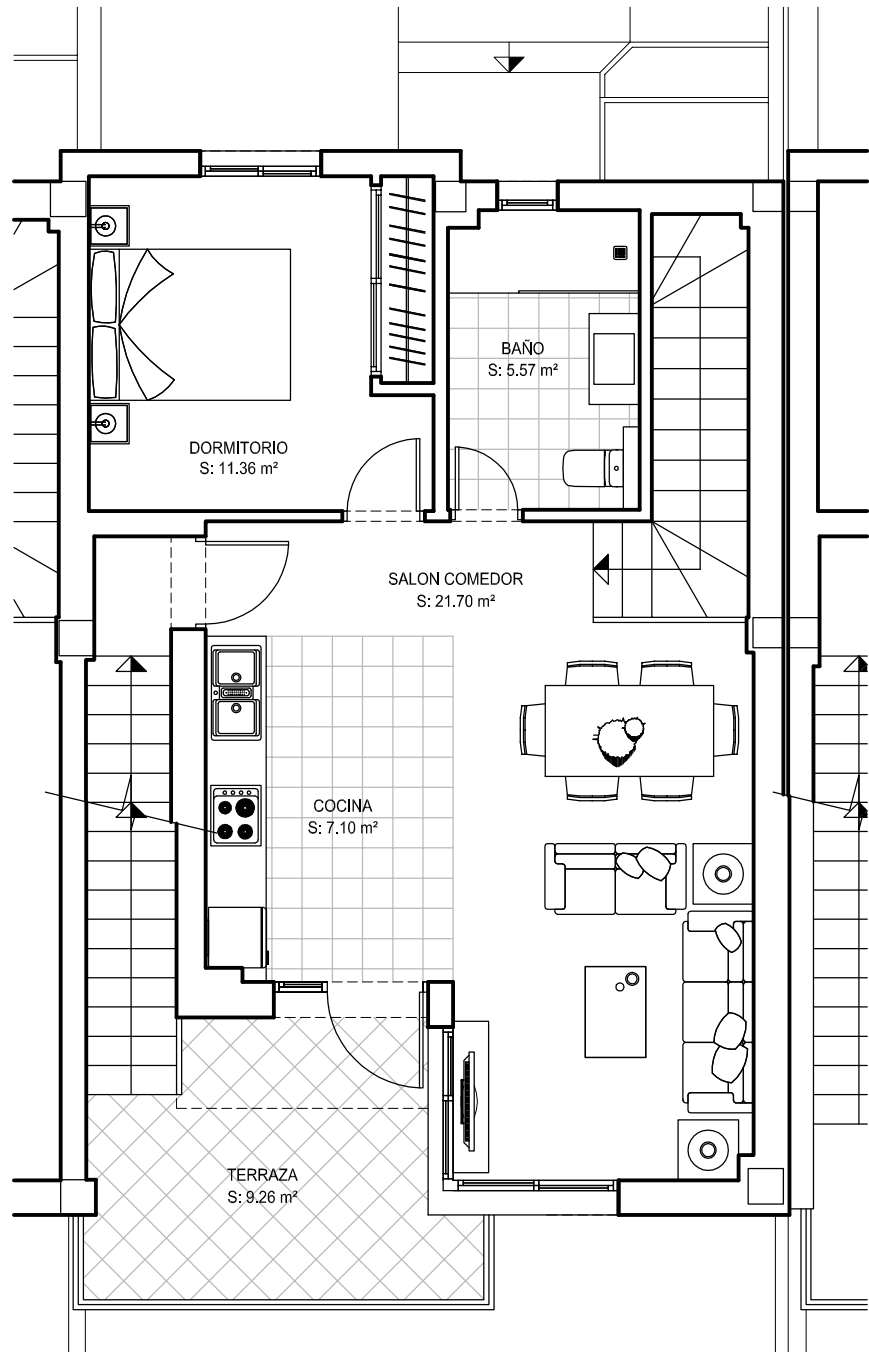 BAÑO
S: 5.57 m²
DORMITORIO
S: 11.36 m²
SALON COMEDOR
S: 21.70 m²
COCINA
S: 7.10 m²
TERRAZA
S: 9.26 m²